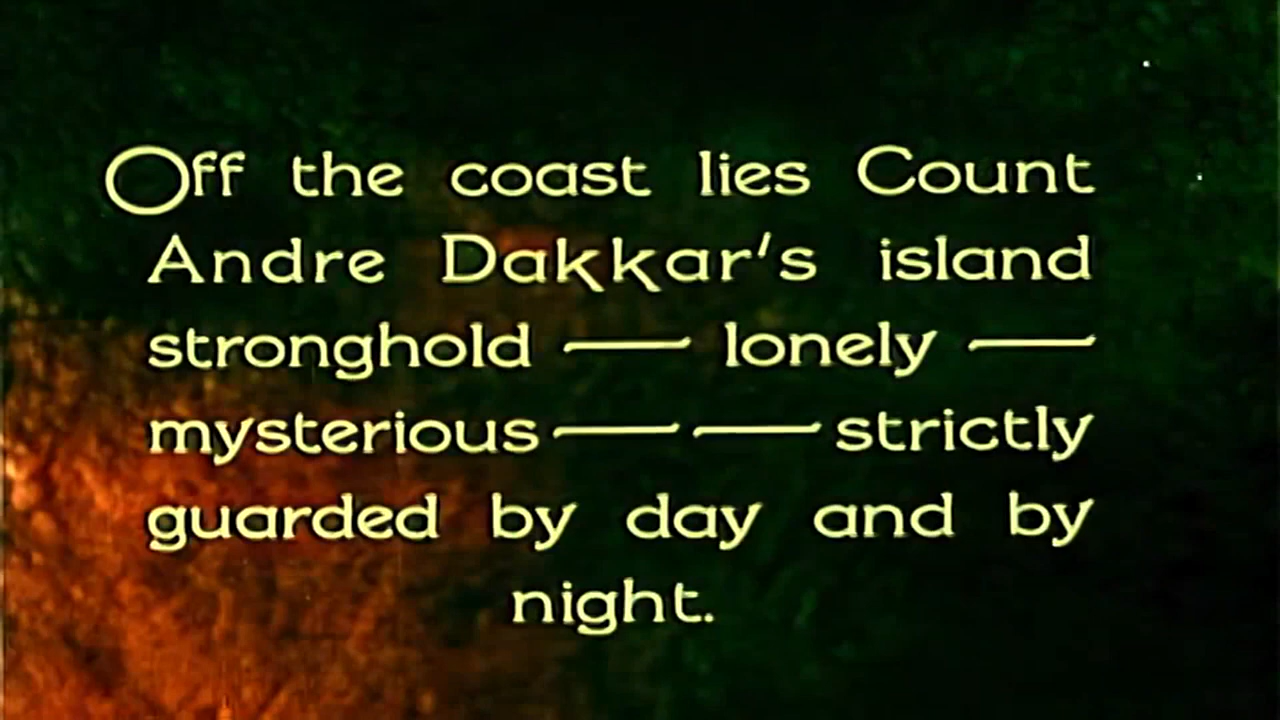 Off the coast lies Count
Andre Dakkar's island
stronghold — lonely —
mysterious — — strictly
guarded by day and by
night.